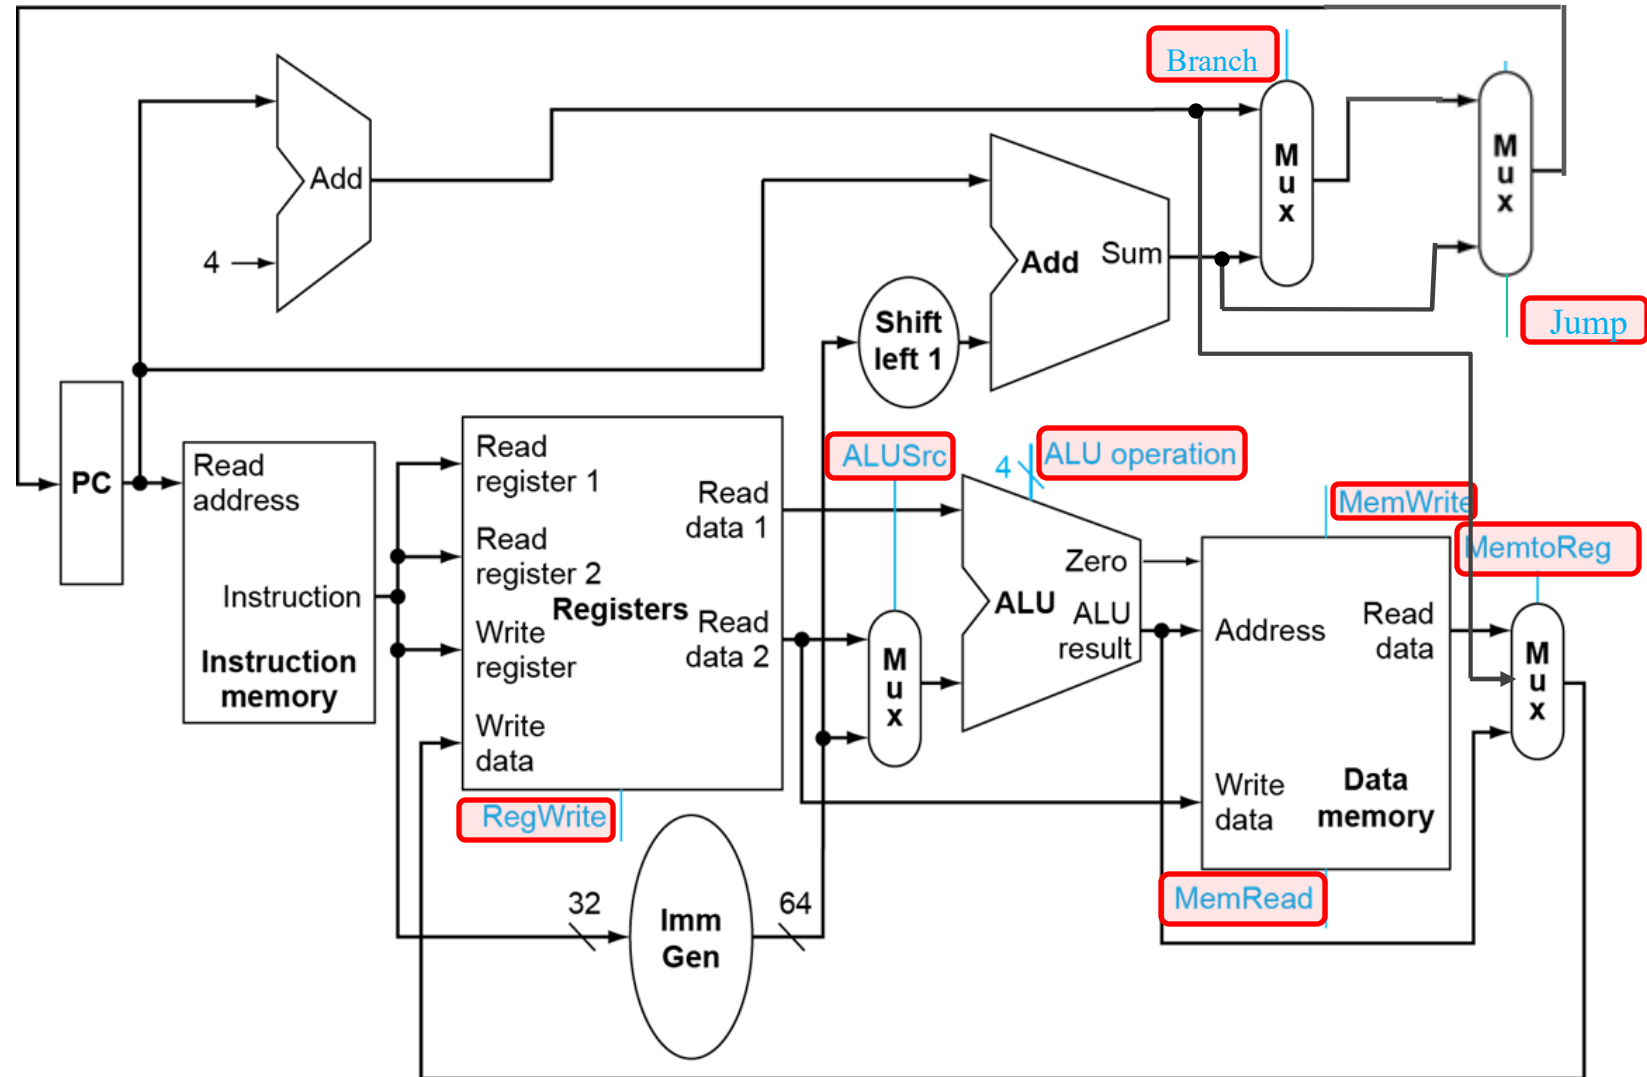 Branch
M
u
x
M
u
x
Add
4
Add
Sum
Shift
left 1
Jump
PC
Read
address
Instruction
Instruction
memory
Read
register 1
Read
register 2
Registers
Write
register
Write
data
Read
data 1
Read
data 2
RegWrite
ALUSrc
M
u
x
4
ALU operation
Zero
ALU
ALU
result
MemWrite
MemtoReg
Address
Read
data
Write
data
Data
memory
MemRead
M
u
x
32
Imm
Gen
64